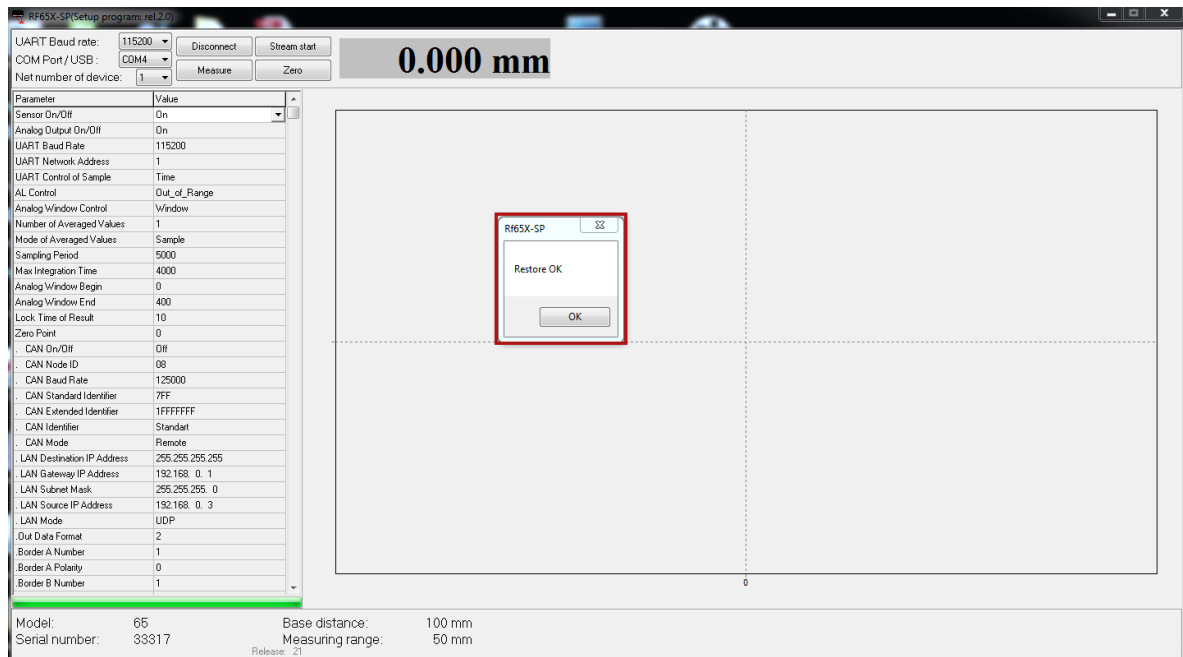 RF65X-SP(Setup program: rel.2.0)
UART Baud rate: 115200 Disconnect Stream start
COM Port / USB : COM4
Net number of device: 1 Measure Zero
0.000 mm
Parameter Value
Sensor On/Off On
Analog Output On/Off On
UART Baud Rate 115200
UART Network Address 1
UART Control of Sample Time
AL Control Out_of_Range
Analog Window Control Window
Number of Averaged Values 1
Mode of Averaged Values Sample
Sampling Period 5000
Max Integration Time 4000
Analog Window Begin 0
Analog Window End 400
Lock Time of Result 10
Zero Point 0
. CAN On/Off Off
. CAN Node ID 08
. CAN Baud Rate 125000
. CAN Standard Identifier 7FF
. CAN Extended Identifier 1FFFFFFF
. CAN Identifier Standart
. CAN Mode Remote
. LAN Destination IP Address 255.255.255.255
. LAN Gateway IP Address 192.168. 0. 1
. LAN Subnet Mask 255.255.255. 0
. LAN Source IP Address 192.168. 0. 3
. LAN Mode UDP
.Out Data Format 2
.Border A Number 1
.Border A Polarity 0
.Border B Number 1
Rf65X-SP
Restore OK
OK
0
Model: 65 Base distance: 100 mm
Serial number: 33317 Measuring range: 50 mm
Release: 21